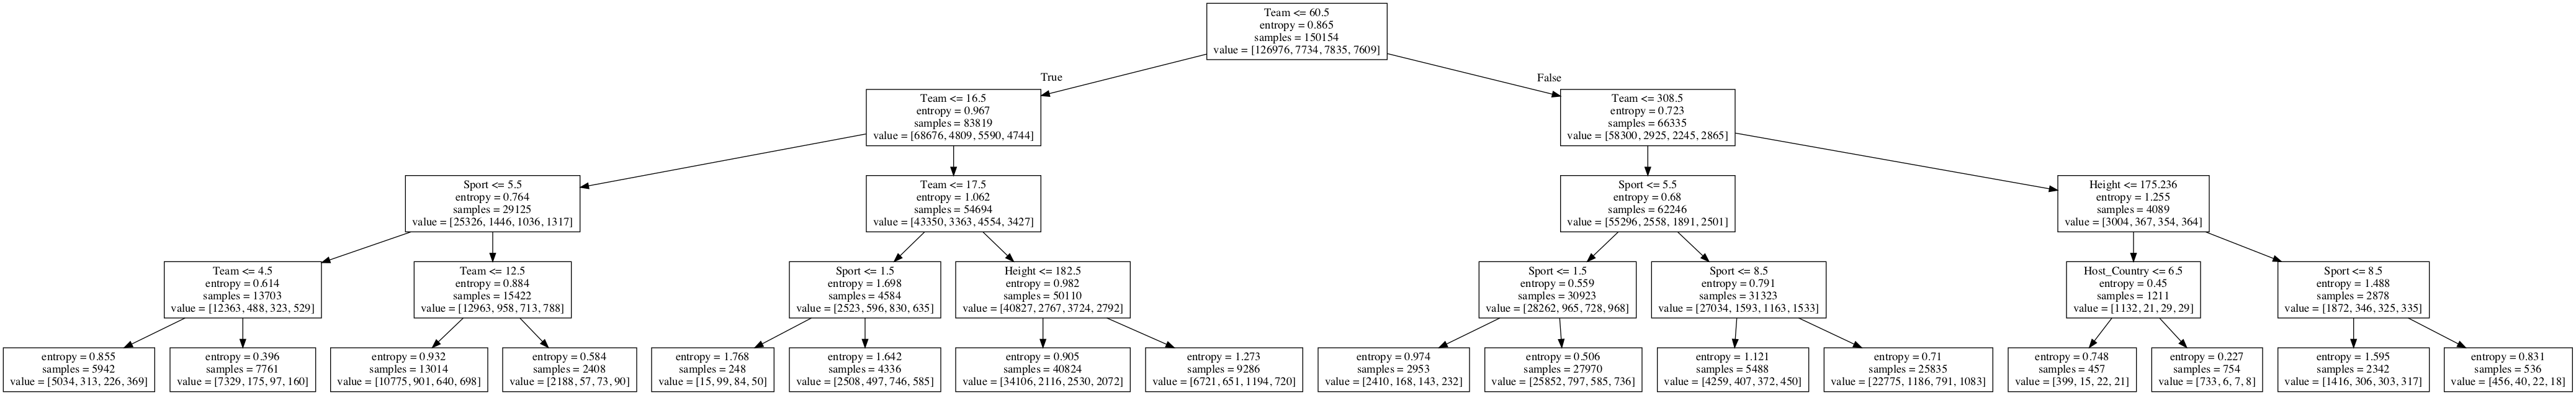 Team <= 60.5
entropy = 0.865
samples = 150154
value = [126976, 7734, 7835, 7609]
True
False
Team <= 16.5
entropy = 0.967
samples = 83819
value = [68676, 4809, 5590, 4744]
Team <= 308.5
entropy = 0.723
samples = 66335
value = [58300, 2925, 2245, 2865]
Sport <= 5.5
entropy = 0.764
samples = 29125
value = [25326, 1446, 1036, 1317]
Team <= 17.5
entropy = 1.062
samples = 54694
value = [43350, 3363, 4554, 3427]
Sport <= 5.5
entropy = 0.68
samples = 62246
value = [55296, 2558, 1891, 2501]
Height <= 175.236
entropy = 1.255
samples = 4089
value = [3004, 367, 354, 364]
Team <= 4.5
entropy = 0.614
samples = 13703
value = [12363, 488, 323, 529]
Team <= 12.5
entropy = 0.884
samples = 15422
value = [12963, 958, 713, 788]
Sport <= 1.5
entropy = 1.698
samples = 4584
value = [2523, 596, 830, 635]
Height <= 182.5
entropy = 0.982
samples = 50110
value = [40827, 2767, 3724, 2792]
Sport <= 1.5
entropy = 0.559
samples = 30923
value = [28262, 965, 728, 968]
Sport <= 8.5
entropy = 0.791
samples = 31323
value = [27034, 1593, 1163, 1533]
Host_Country <= 6.5
entropy = 0.45
samples = 1211
value = [1132, 21, 29, 29]
Sport <= 8.5
entropy = 1.488
samples = 2878
value = [1872, 346, 325, 335]
entropy = 0.855
samples = 5942
value = [5034, 313, 226, 369]
entropy = 0.396
samples = 7761
value = [7329, 175, 97, 160]
entropy = 0.932
samples = 13014
value = [10775, 901, 640, 698]
entropy = 0.584
samples = 2408
value = [2188, 57, 73, 90]
entropy = 1.768
samples = 248
value = [15, 99, 84, 50]
entropy = 1.642
samples = 4336
value = [2508, 497, 746, 585]
entropy = 0.905
samples = 40824
value = [34106, 2116, 2530, 2072]
entropy = 1.273
samples = 9286
value = [6721, 651, 1194, 720]
entropy = 0.974
samples = 2953
value = [2410, 168, 143, 232]
entropy = 0.506
samples = 27970
value = [25852, 797, 585, 736]
entropy = 1.121
samples = 5488
value = [4259, 407, 372, 450]
entropy = 0.71
samples = 25835
value = [22775, 1186, 791, 1083]
entropy = 0.748
samples = 457
value = [399, 15, 22, 21]
entropy = 0.227
samples = 754
value = [733, 6, 7, 8]
entropy = 1.595
samples = 2342
value = [1416, 306, 303, 317]
entropy = 0.831
samples = 536
value = [456, 40, 22, 18]